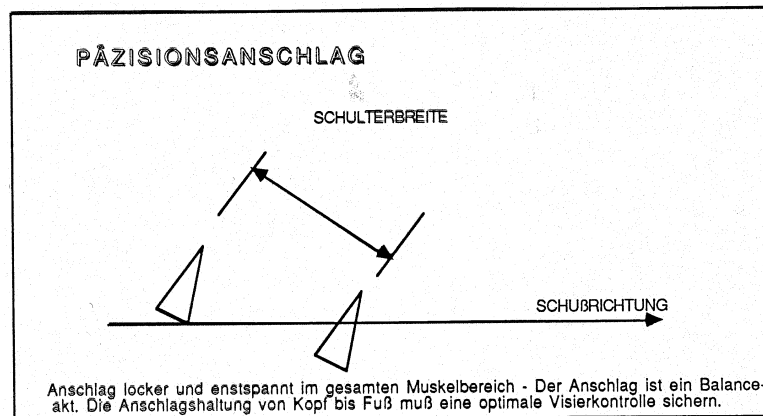 PÄZISIONSANSCHLAG
SCHULTERBREITE
SCHUßRICHTUNG
Anschlag locker und enstspannt im gesamten Muskelbereich - Der Anschlag ist ein Balance-
akt. Die Anschlagshaltung von Kopf bis Fuß muß eine optimale Visierkontrolle sichern.